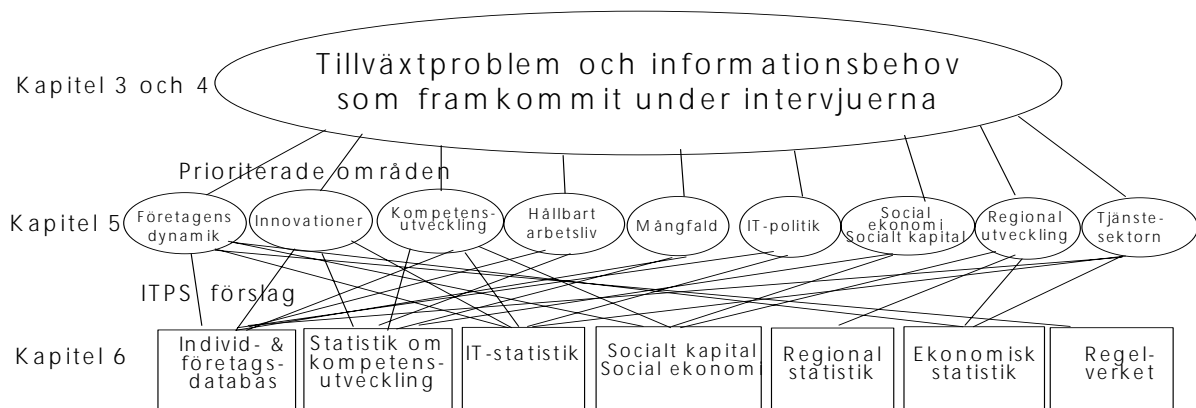 Tillväxtproblem och informationsbehov
som framkommit under intervjuerna
Kapitel 3 och 4
Prioriterade områden
Kapitel 5
Företagens
dynamik
Innovationer
Kompetens-
utveckling
Hållbart
arbetsliv
Mångfald
IT-politik
Social
ekonomi
Socialt kapital
Regional
utveckling
Tjänste-
sektorn
ITPS förslag
Kapitel 6
Individ- &
företags-
databas
Statistik om
kompetens-
utveckling
IT-statistik
Socialt kapital
Social ekonomi
Regional
statistik
Ekonomisk
statistik
Regel-
verket